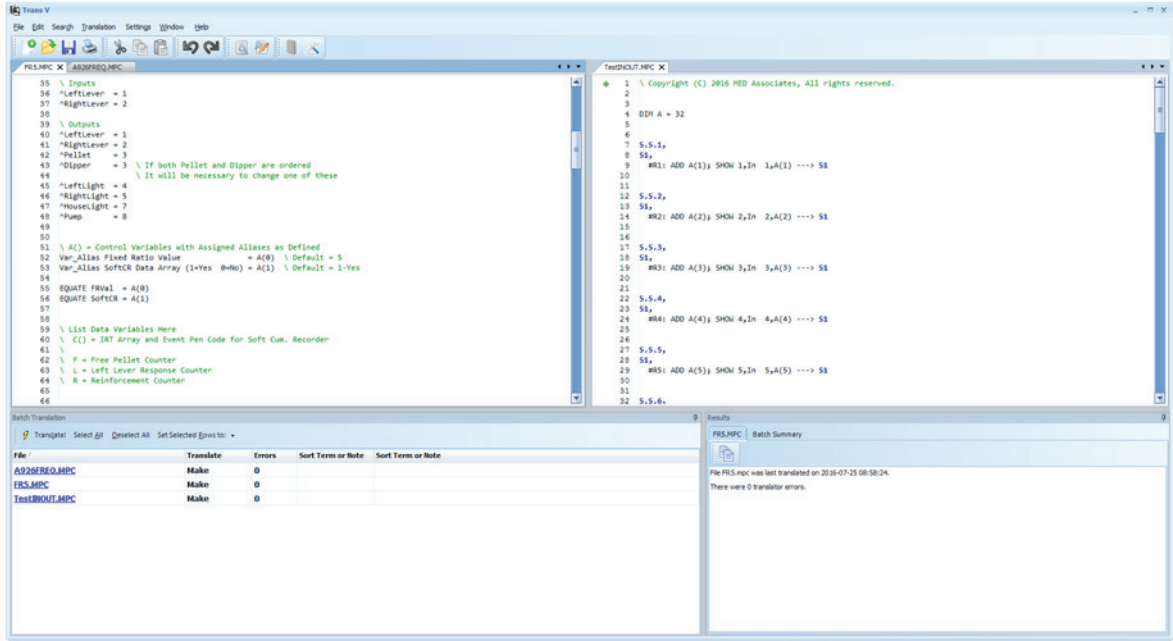 Trans V
File Edit Search Translation Settings Window Help
FR5.MPC A926FREQ.MPC
35 \ Inputs
36 ^LeftLever = 1
37 ^RightLever = 2
38
39 \ Outputs
40 ^LeftLever = 1
41 ^RightLever = 2
42 ^Pellet = 3
43 ^Dipper = 3 \ If both Pellet and Dipper are ordered
44 \ It will be necessary to change one of these
45 ^LeftLight = 4
46 ^RightLight = 5
47 ^HouseLight = 7
48 ^Pump = 8
49
50
51 \ A() = Control Variables with Assigned Aliases as Defined
52 Var_Alias Fixed Ratio Value = A(0) \ Default = 5
53 Var_Alias SoftCR Data Array (1=Yes 0=No) = A(1) \ Default = 1-Yes
54
55 EQUATE FRVal = A(0)
56 EQUATE SoftCR = A(1)
57
58
59 \ List Data Variables Here
60 \ C() = IRT Array and Event Pen Code for Soft Cum. Recorder
61 \
62 \ F = Free Pellet Counter
63 \ L = Left Lever Response Counter
64 \ R = Reinforcement Counter
65
66
TestINOUT.MPC
1 \ Copyright (C) 2016 MED Associates, All rights reserved.
2
3
4 DIM A = 32
5
6
7 S.S.1,
8 S1,
9 #R1: ADD A(1); SHOW 1,In 1,A(1) ---> S1
10
11
12 S.S.2,
13 S1,
14 #R2: ADD A(2); SHOW 2,In 2,A(2) ---> S1
15
16
17 S.S.3,
18 S1,
19 #R3: ADD A(3); SHOW 3,In 3,A(3) ---> S1
20
21
22 S.S.4,
23 S1,
24 #R4: ADD A(4); SHOW 4,In 4,A(4) ---> S1
25
26
27 S.S.5,
28 S1,
29 #R5: ADD A(5); SHOW 5,In 5,A(5) ---> S1
30
31
32 S.S.6.
Batch Translation
Translate! Select All Deselect All Set Selected Rows to:
File Translate Errors Sort Term or Note Sort Term or Note
A926FREQ.MPC Make 0
FR5.MPC Make 0
TestINOUT.MPC Make 0
Results
FR5.MPC Batch Summary
File FR5.mpc was last translated on 2016-07-25 08:58:24.
There were 0 translator errors.